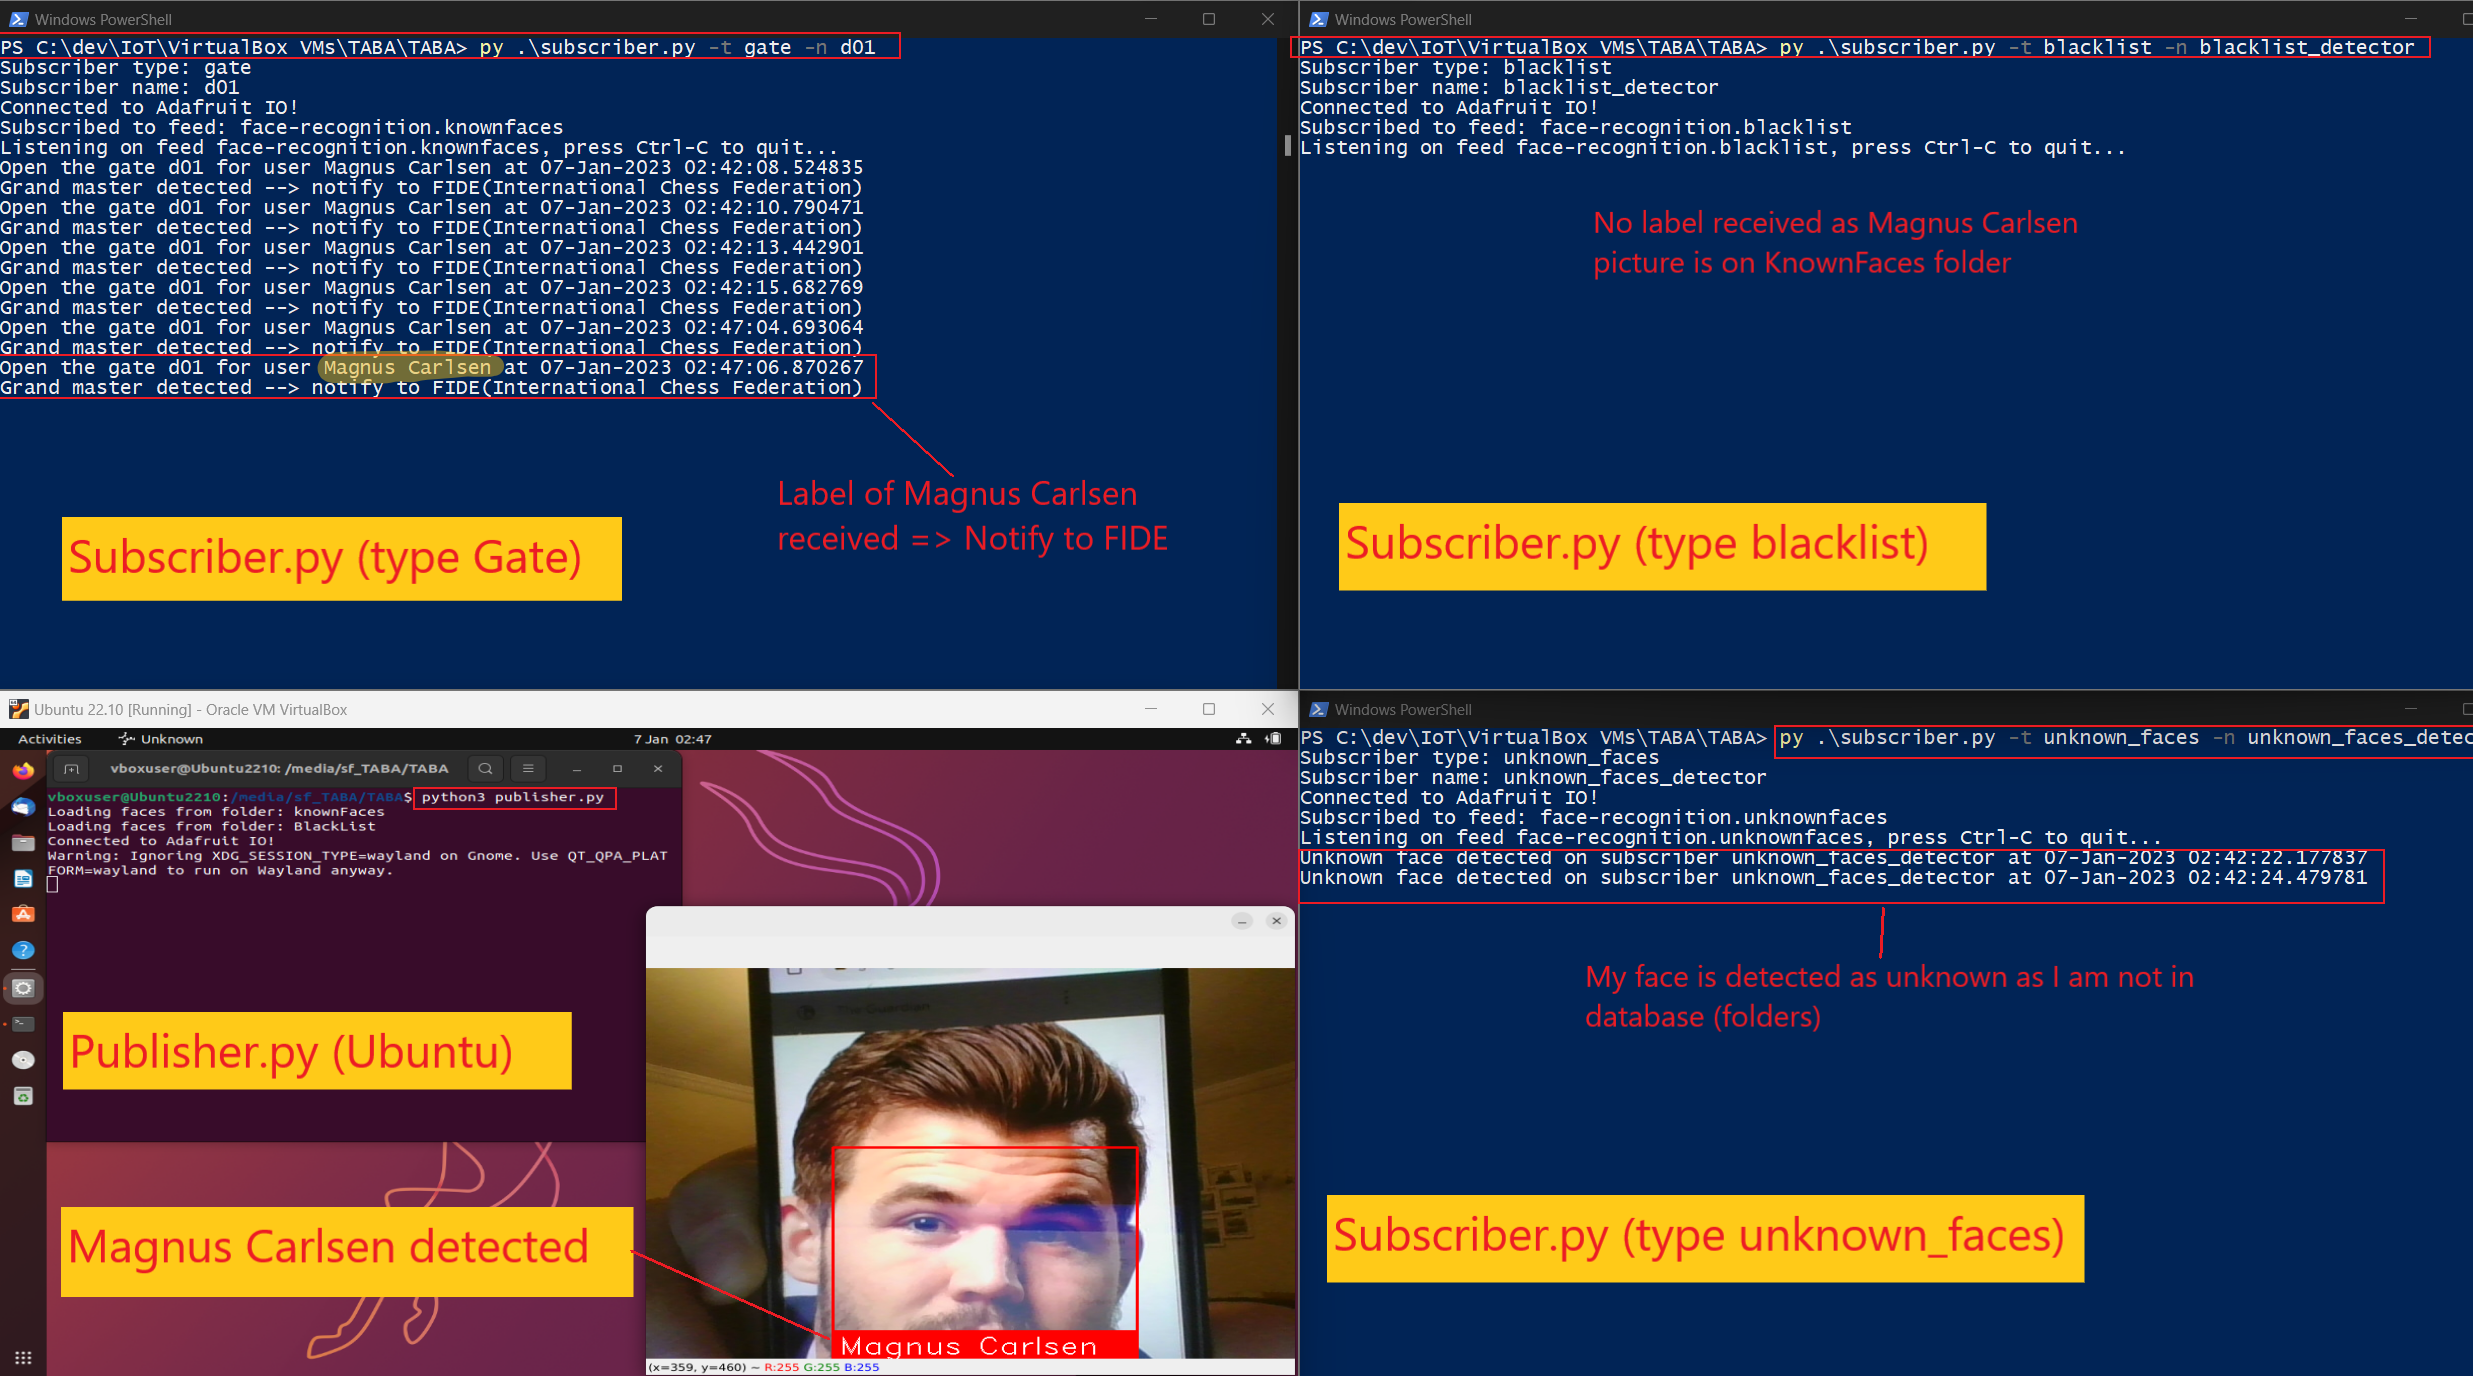 Windows PowerShell
PS C:\dev\IoT\VirtualBox VMs\TABA\TABA> py .\subscriber.py -t gate -n d01
Subscriber type: gate
Subscriber name: d01
Connected to Adafruit IO!
Subscribed to feed: face-recognition.knownfaces
Listening on feed face-recognition.knownfaces, press Ctrl-C to quit...
Open the gate d01 for user Magnus Carlsen at 07-Jan-2023 02:42:08.524835
Grand master detected --> notify to FIDE(International Chess Federation)
Open the gate d01 for user Magnus Carlsen at 07-Jan-2023 02:42:10.790471
Grand master detected --> notify to FIDE(International Chess Federation)
Open the gate d01 for user Magnus Carlsen at 07-Jan-2023 02:42:13.442901
Grand master detected --> notify to FIDE(International Chess Federation)
Open the gate d01 for user Magnus Carlsen at 07-Jan-2023 02:42:15.682769
Grand master detected --> notify to FIDE(International Chess Federation)
Open the gate d01 for user Magnus Carlsen at 07-Jan-2023 02:47:04.693064
Grand master detected --> notify to FIDE(International Chess Federation)
Open the gate d01 for user Magnus Carlsen at 07-Jan-2023 02:47:06.870267
Grand master detected --> notify to FIDE(International Chess Federation)
Label of Magnus Carlsen
received => Notify to FIDE
Subscriber.py (type Gate)
Windows PowerShell
PS C:\dev\IoT\VirtualBox VMs\TABA\TABA> py .\subscriber.py -t blacklist -n blacklist_detector
Subscriber type: blacklist
Subscriber name: blacklist_detector
Connected to Adafruit IO!
Subscribed to feed: face-recognition.blacklist
Listening on feed face-recognition.blacklist, press Ctrl-C to quit...
No label received as Magnus Carlsen
picture is on KnownFaces folder
Subscriber.py (type blacklist)
Ubuntu 22.10 [Running] - Oracle VM VirtualBox
Activities Unknown 7 Jan 02:47
vboxuser@Ubuntu2210: /media/sf_TABA/TABA
vboxuser@Ubuntu2210:/media/sf_TABA/TABA$ python3 publisher.py
Loading faces from folder: knownFaces
Loading faces from folder: BlackList
Connected to Adafruit IO!
Warning: Ignoring XDG_SESSION_TYPE=wayland on Gnome. Use QT_QPA_PLAT
FORM=wayland to run on Wayland anyway.
Publisher.py (Ubuntu)
Magnus Carlsen detected
The Guardian
Magnus Carlsen
(x=359, y=460) ~ R:255 G:255 B:255
Windows PowerShell
PS C:\dev\IoT\VirtualBox VMs\TABA\TABA> py .\subscriber.py -t unknown_faces -n unknown_faces_detec
Subscriber type: unknown_faces
Subscriber name: unknown_faces_detector
Connected to Adafruit IO!
Subscribed to feed: face-recognition.unknownfaces
Listening on feed face-recognition.unknownfaces, press Ctrl-C to quit...
Unknown face detected on subscriber unknown_faces_detector at 07-Jan-2023 02:42:22.177837
Unknown face detected on subscriber unknown_faces_detector at 07-Jan-2023 02:42:24.479781
My face is detected as unknown as I am not in
database (folders)
Subscriber.py (type unknown_faces)